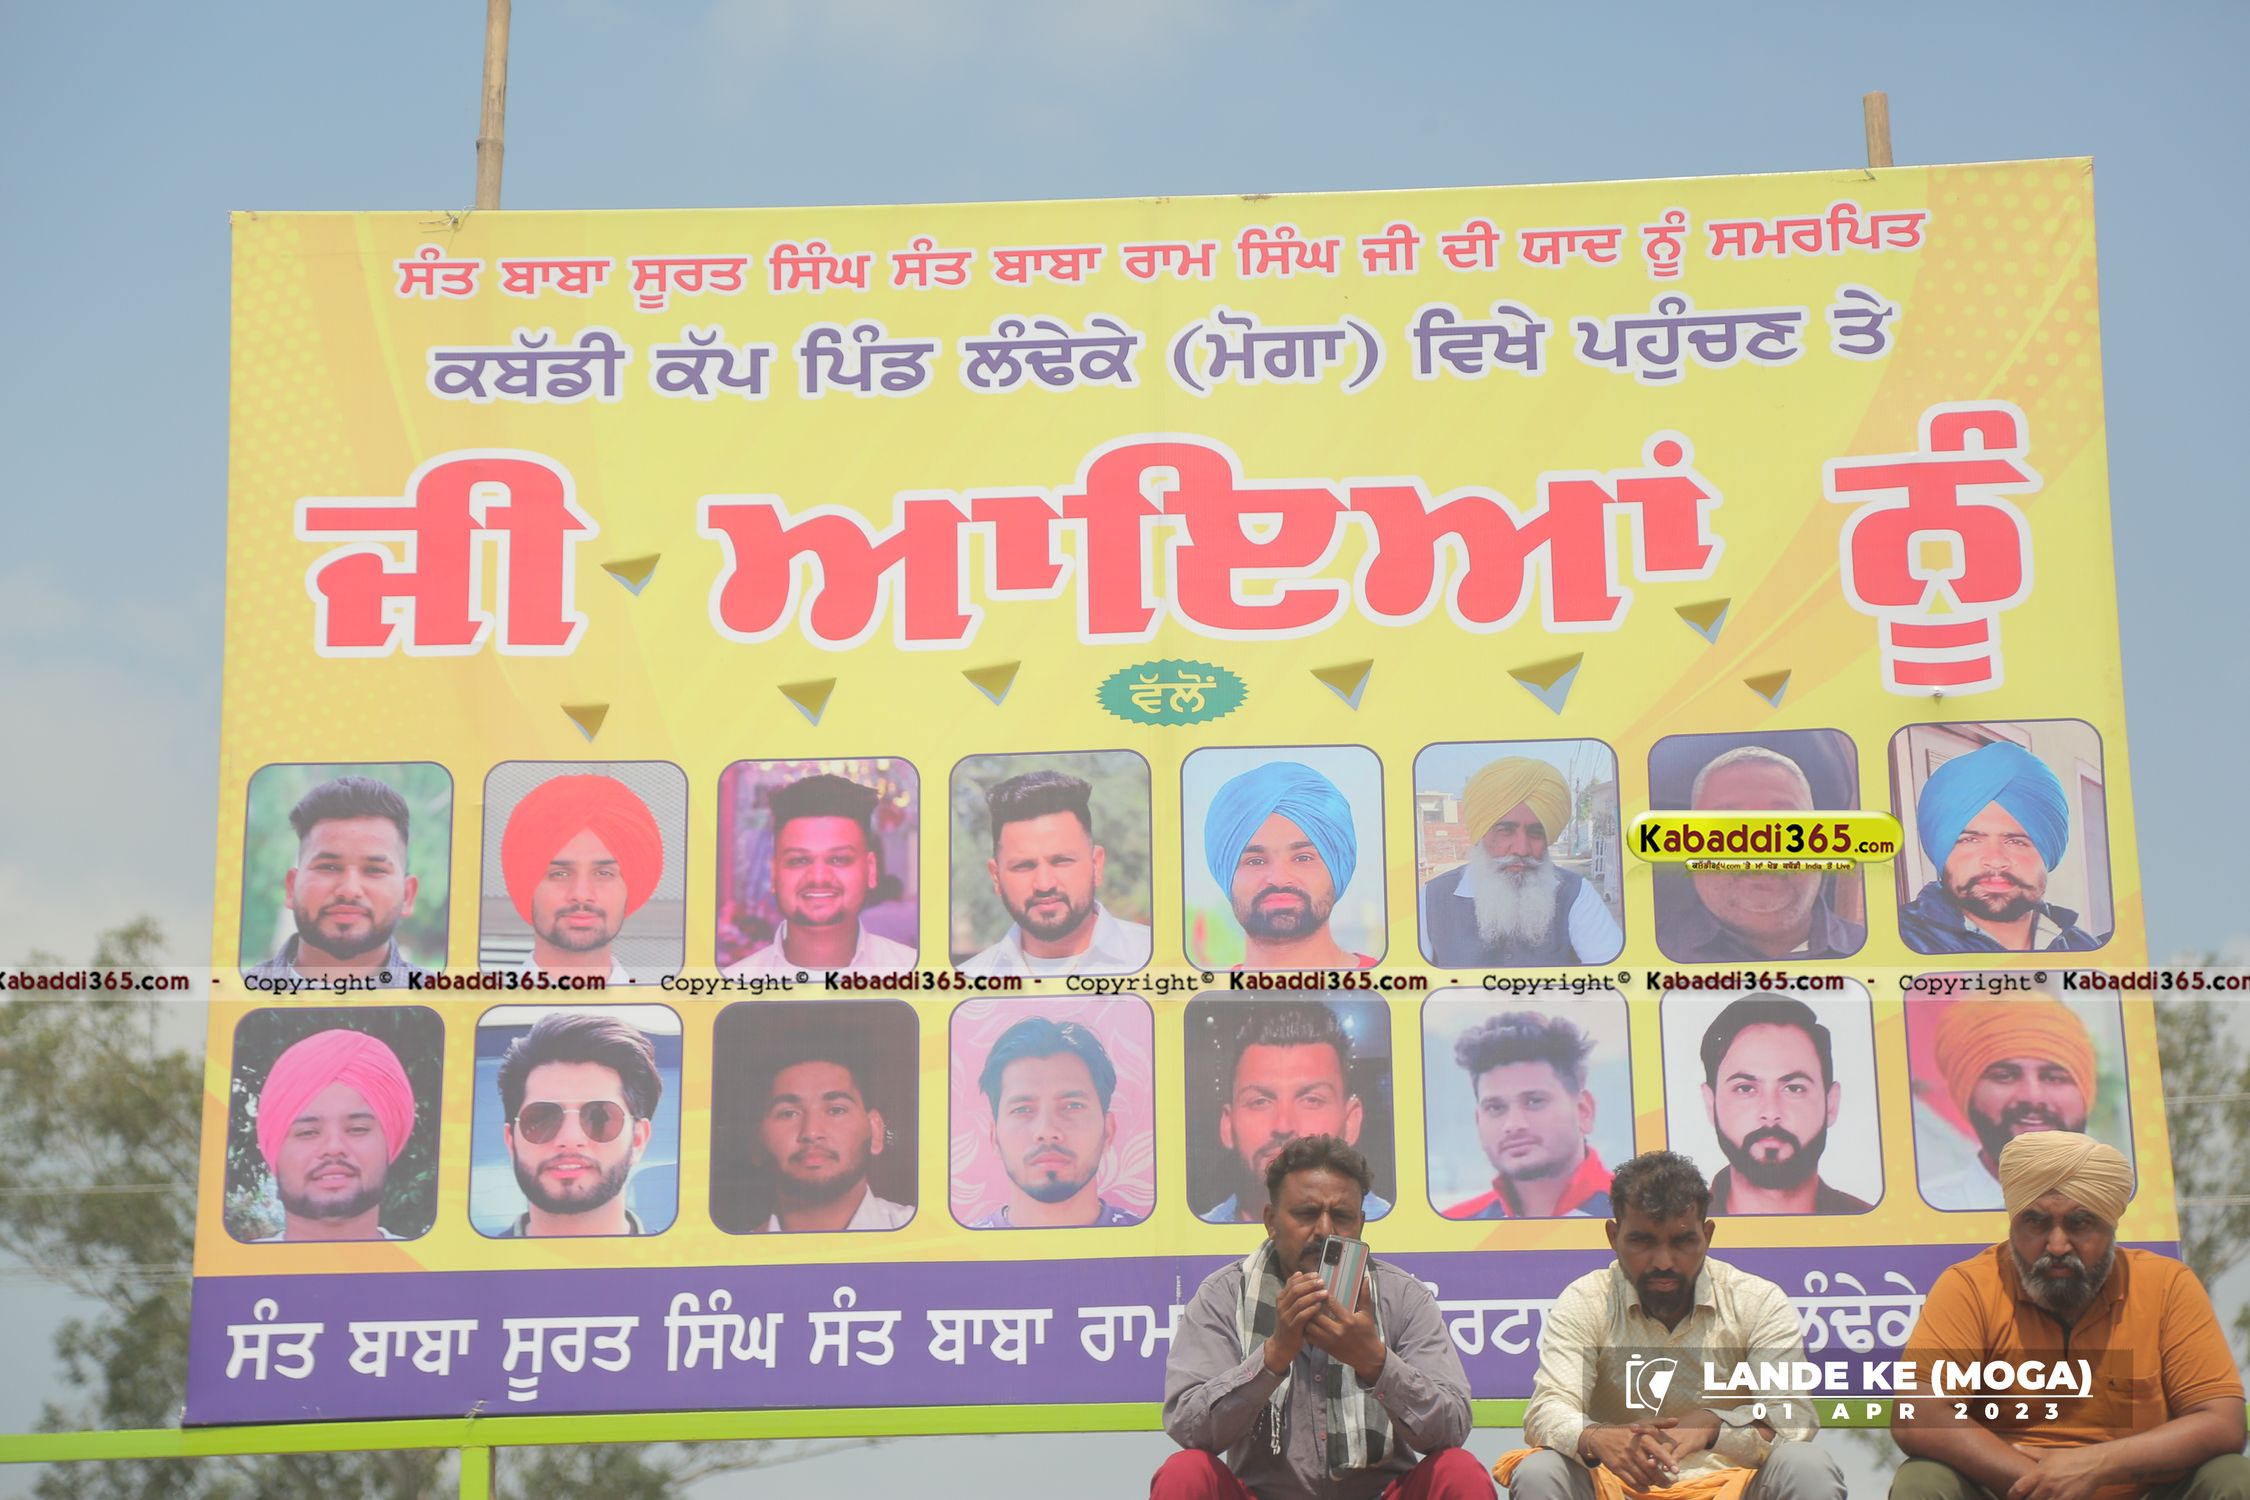 ਸੰਤ ਬਾਬਾ ਸੂਰਤ ਸਿੰਘ ਸੰਤ ਬਾਬਾ ਰਾਮ ਸਿੰਘ ਜੀ ਦੀ ਯਾਦ ਨੂੰ ਸਮਰਪਿਤ
ਕਬੱਡੀ ਕੱਪ ਪਿੰਡ ਲੰਢੇਕੇ (ਮੋਗਾ) ਵਿਖੇ ਪਹੁੰਚਣ ਤੇ
ਜੀ ਆਇਆਂ ਨੂੰ
ਵੱਲੋਂ
Kabaddi365.com
Kabaddi365.com - Copyright© Kabaddi365.com - Copyright© Kabaddi365.com - Copyright© Kabaddi365.com - Copyright© Kabaddi365.com - Copyright© Kabaddi365.com
ਸੰਤ ਬਾਬਾ ਸੂਰਤ ਸਿੰਘ ਸੰਤ ਬਾਬਾ ਰਾਮ ਲੰਢੇਕੇ
LANDE KE (MOGA)
01 APR 2023